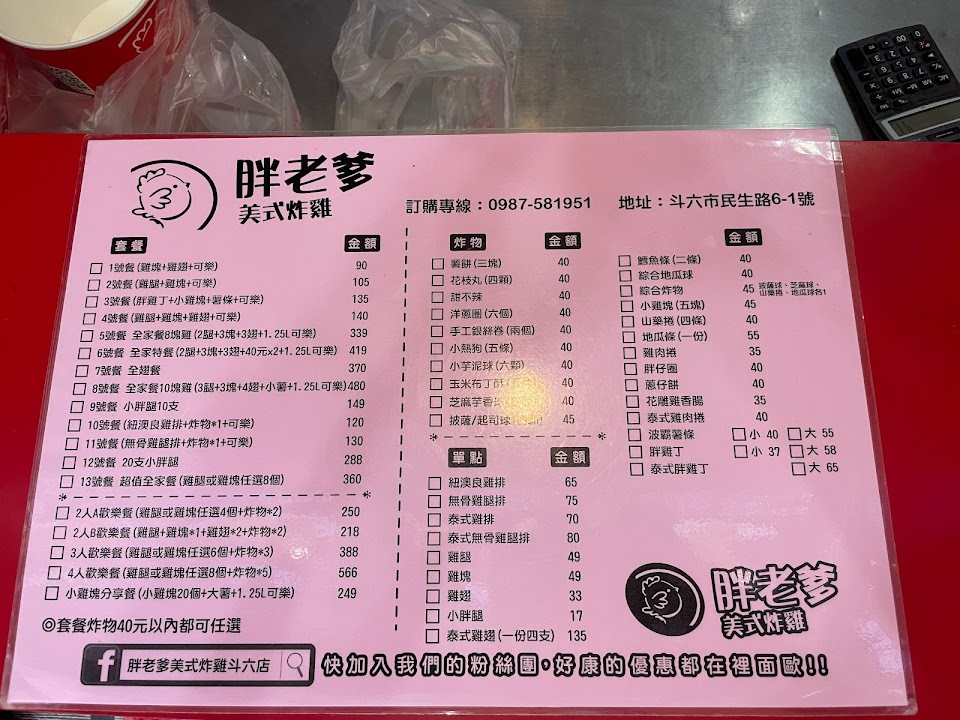 胖老爹
美式炸雞
訂購專線：0987-581951
地址：斗六市民生路6-1號
套餐 金額
1號餐(雞塊+雞翅+可樂) 90
2號餐(雞腿+雞塊+可樂) 105
3號餐(胖雞丁+小雞塊+薯條+可樂) 135
4號餐(雞腿+雞塊+雞翅+可樂) 140
5號餐 全家餐8塊雞(2腿+3塊+3翅+1.25L可樂) 339
6號餐 全家特餐(2腿+3塊+3翅+40元x2+1.25L可樂) 419
7號餐 全翅餐 370
8號餐 全家餐10塊雞(3腿+3塊+4翅+小薯+1.25L可樂) 480
9號餐 小胖腿10支 149
10號餐(紐澳良雞排+炸物*1+可樂) 120
11號餐(無骨雞腿排+炸物*1+可樂) 130
12號餐 20支小胖腿 288
13號餐 超值全家餐(雞腿或雞塊任選8個) 360
2人A歡樂餐(雞腿或雞塊任選4個+炸物*2) 250
2人B歡樂餐(雞腿+雞塊*1+雞翅*2+炸物*2) 218
3人歡樂餐(雞腿或雞塊任選6個+炸物*3) 388
4人歡樂餐(雞腿或雞塊任選8個+炸物*5) 566
小雞塊分享餐(小雞塊20個+大薯+1.25L可樂) 249
◎套餐炸物40元以內都可任選
炸物 金額
薯餅(三塊) 40
花枝丸(四顆) 40
甜不辣 40
洋蔥圈(六個) 40
手工銀絲卷(兩個) 40
小熱狗(五條) 40
小芋泥球(六顆) 40
玉米布丁酥 40
芝麻芋香 40
披薩/起司球 45
單點 金額
紐澳良雞排 65
無骨雞腿排 75
泰式雞排 70
泰式無骨雞腿排 80
雞腿 49
雞塊 49
雞翅 33
小胖腿 17
泰式雞翅(一份四支) 135
金額
鱈魚條(二條) 40
綜合地瓜球 40
綜合炸物 45 披薩球、芝麻球、
山藥捲、地瓜球各1
小雞塊(五塊) 45
山藥捲(四條) 40
地瓜條(一份) 55
雞肉捲 35
胖仔圈 40
蔥仔餅 40
花雕雞香腸 35
泰式雞肉捲 40
波霸薯條 小 40 大 55
胖雞丁 小 37 大 58
泰式胖雞丁 大 65
胖老爹
美式炸雞
f 胖老爹美式炸雞斗六店
快加入我們的粉絲團，好康的優惠都在裡面歐!!